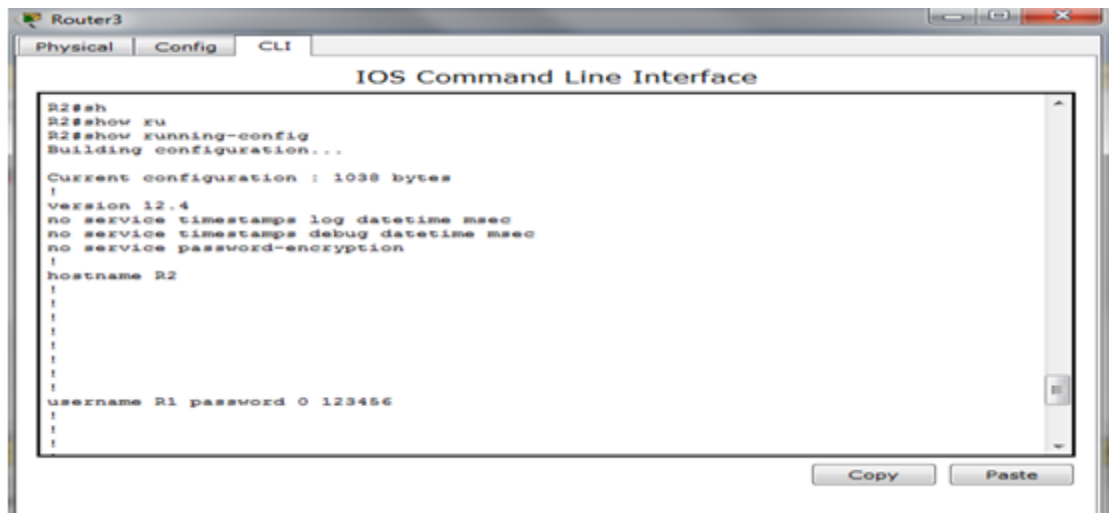 Router3
Physical Config CLI
IOS Command Line Interface
R2#sh
R2#show ru
R2#show running-config
Building configuration...
Current configuration : 1038 bytes
!
version 12.4
no service timestamps log datetime msec
no service timestamps debug datetime msec
no service password-encryption
!
hostname R2
!
!
!
!
!
!
!
!
username R1 password 0 123456
!
!
!
Copy Paste